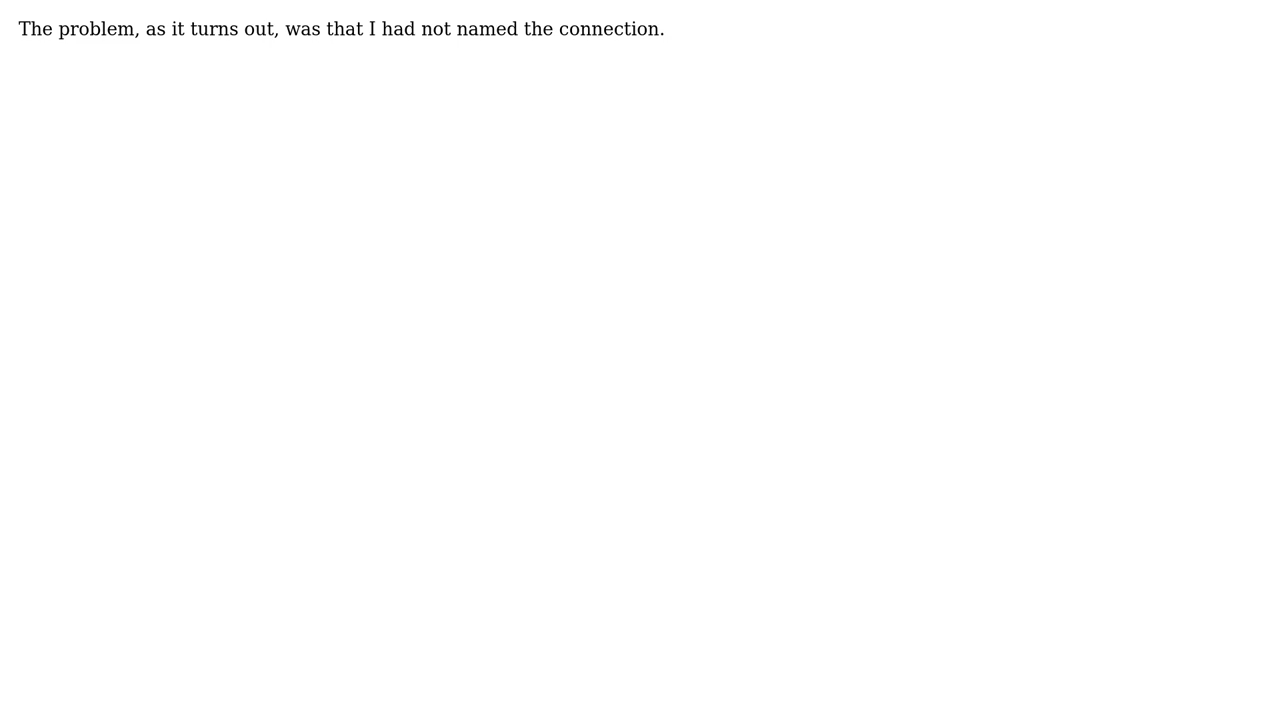 The problem, as it turns out, was that I had not named the connection.